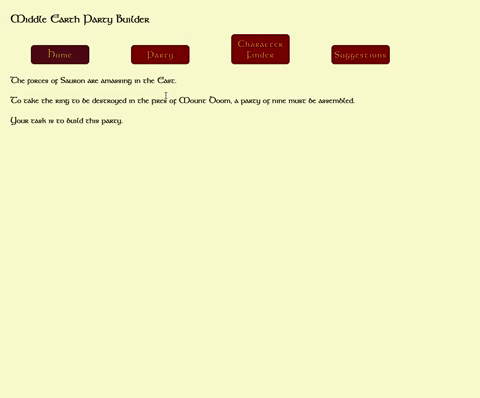 Middle Earth Party Builder
Home
Party
Character
Finder
Suggestions
The forces of Sauron are amassing in the East.
To take the ring to be destroyed in the fires of Mount Doom, a party of nine must be assembled.
Your task is to build this party.